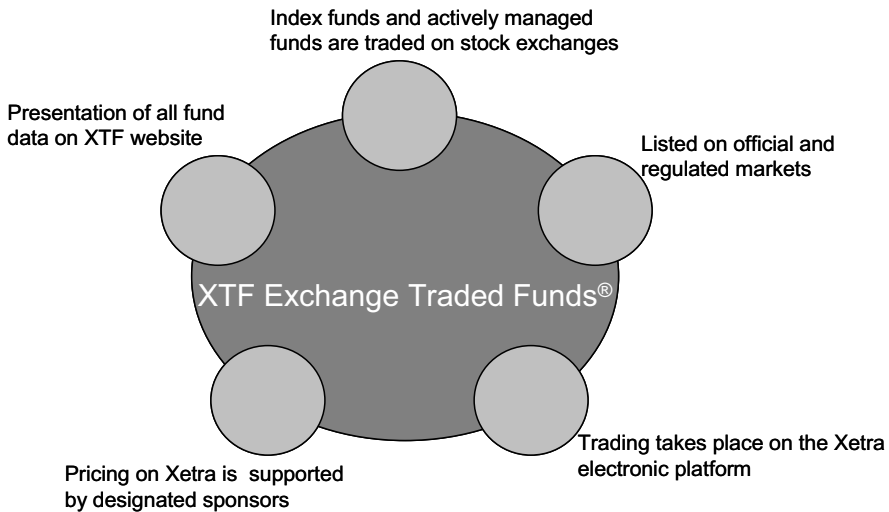 Index funds and actively managed
funds are traded on stock exchanges
Presentation of all fund
data on XTF website
Listed on official and
regulated markets
XTF Exchange Traded Funds®
Trading takes place on the Xetra
electronic platform
Pricing on Xetra is  supported
by designated sponsors